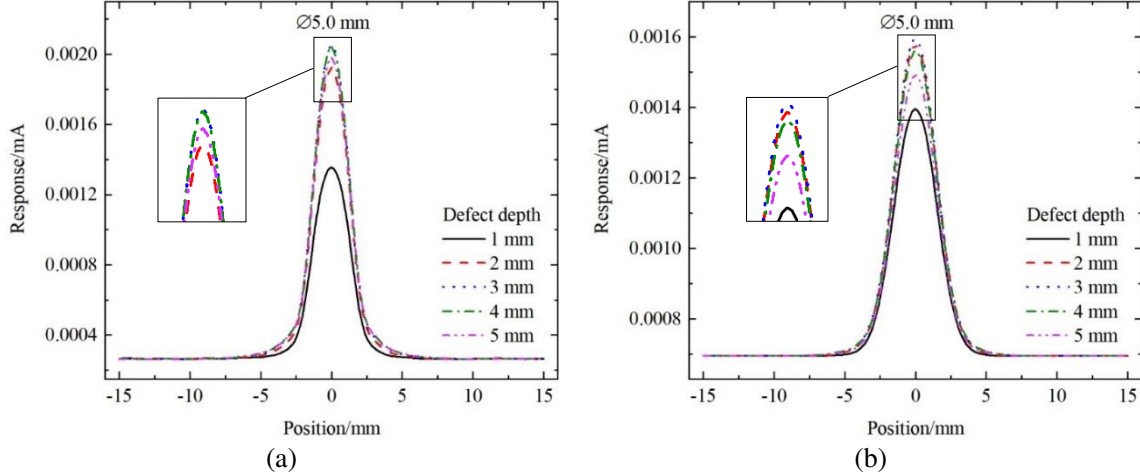 Ø5.0 mm
0.0020
0.0016
0.0012
0.0008
0.0004
Response/mA
Defect depth
1 mm
2 mm
3 mm
4 mm
5 mm
-15 -10 -5 0 5 10 15
Position/mm
(a)
Ø5.0 mm
0.0016
0.0014
0.0012
0.0010
0.0008
Response/mA
Defect depth
1 mm
2 mm
3 mm
4 mm
5 mm
-15 -10 -5 0 5 10 15
Position/mm
(b)